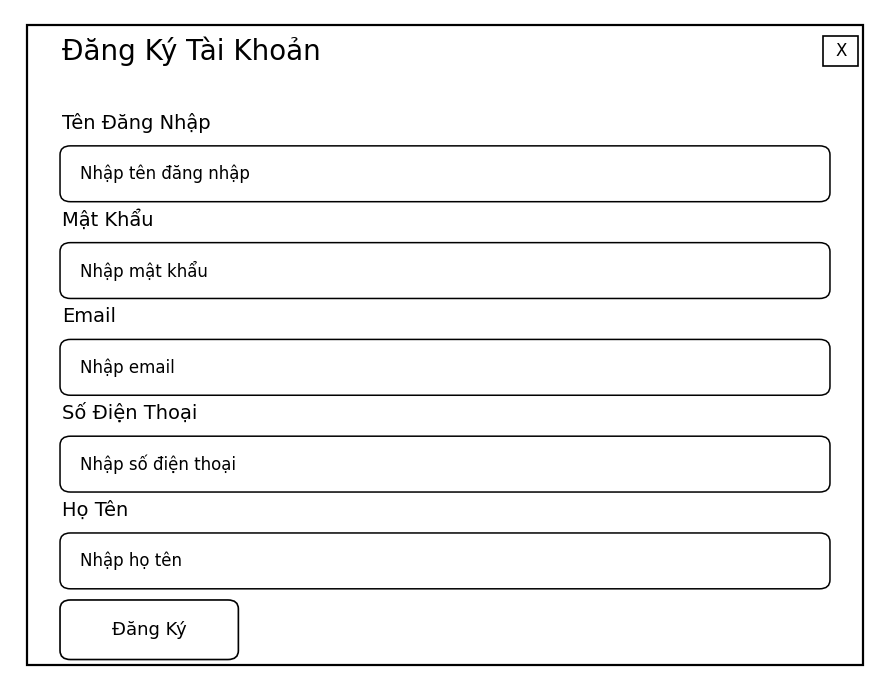 Đăng Ký Tài Khoản
X
Tên Đăng Nhập
Nhập tên đăng nhập
Mật Khẩu
Nhập mật khẩu
Email
Nhập email
Số Điện Thoại
Nhập số điện thoại
Họ Tên
Nhập họ tên
Đăng Ký